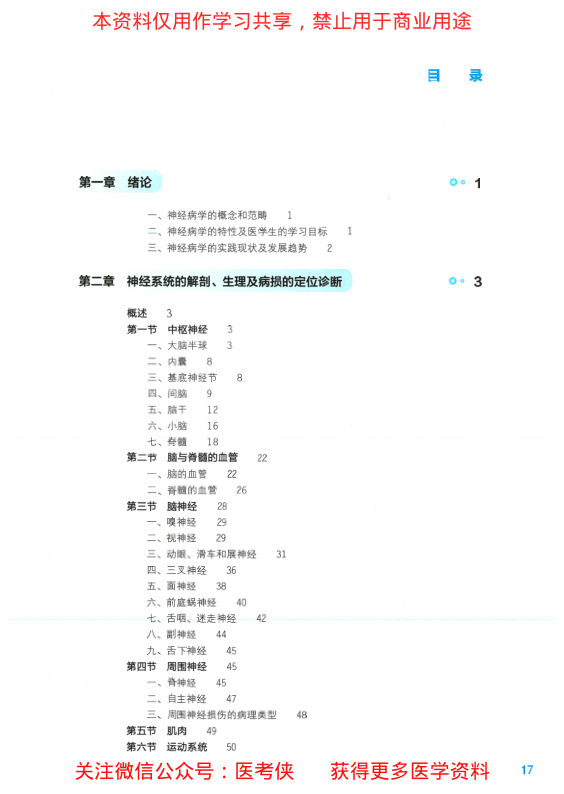 本资料仅用作学习共享，禁止用于商业用途
目 录
第一章 绪论 1
一、神经病学的概念和范畴 1
二、神经病学的特性及医学生的学习目标 1
三、神经病学的实践现状及发展趋势 2
第二章 神经系统的解剖、生理及病损的定位诊断 3
概述 3
第一节 中枢神经 3
一、大脑半球 3
二、内囊 8
三、基底神经节 8
四、间脑 9
五、脑干 12
六、小脑 16
七、脊髓 18
第二节 脑与脊髓的血管 22
一、脑的血管 22
二、脊髓的血管 26
第三节 脑神经 28
一、嗅神经 29
二、视神经 29
三、动眼、滑车和展神经 31
四、三叉神经 36
五、面神经 38
六、前庭蜗神经 40
七、舌咽、迷走神经 42
八、副神经 44
九、舌下神经 45
第四节 周围神经 45
一、脊神经 45
二、自主神经 47
三、周围神经损伤的病理类型 48
第五节 肌肉 49
第六节 运动系统 50
关注微信公众号：医考侠 获得更多医学资料
17